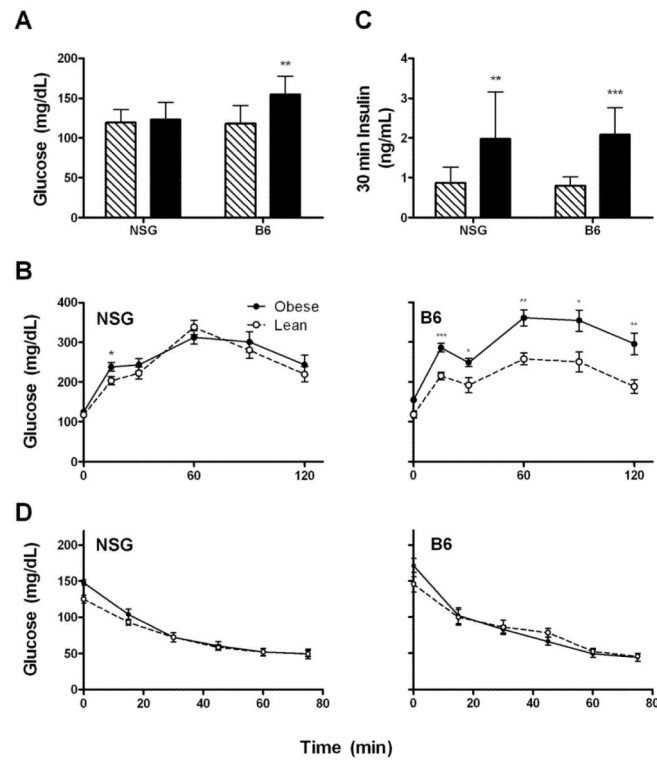 A
C
Glucose (mg/dL)
200
150
100
50
0
**
NSG
B6
30 min Insulin
(ng/mL)
4
3
2
1
0
**
***
NSG
B6
B
Glucose (mg/dL)
400
300
200
100
0
NSG
Obese
Lean
*
0
60
120
B6
***
*
**
*
**
0
60
120
D
Glucose (mg/dL)
200
150
100
50
0
NSG
0
20
40
60
80
B6
0
20
40
60
80
Time (min)